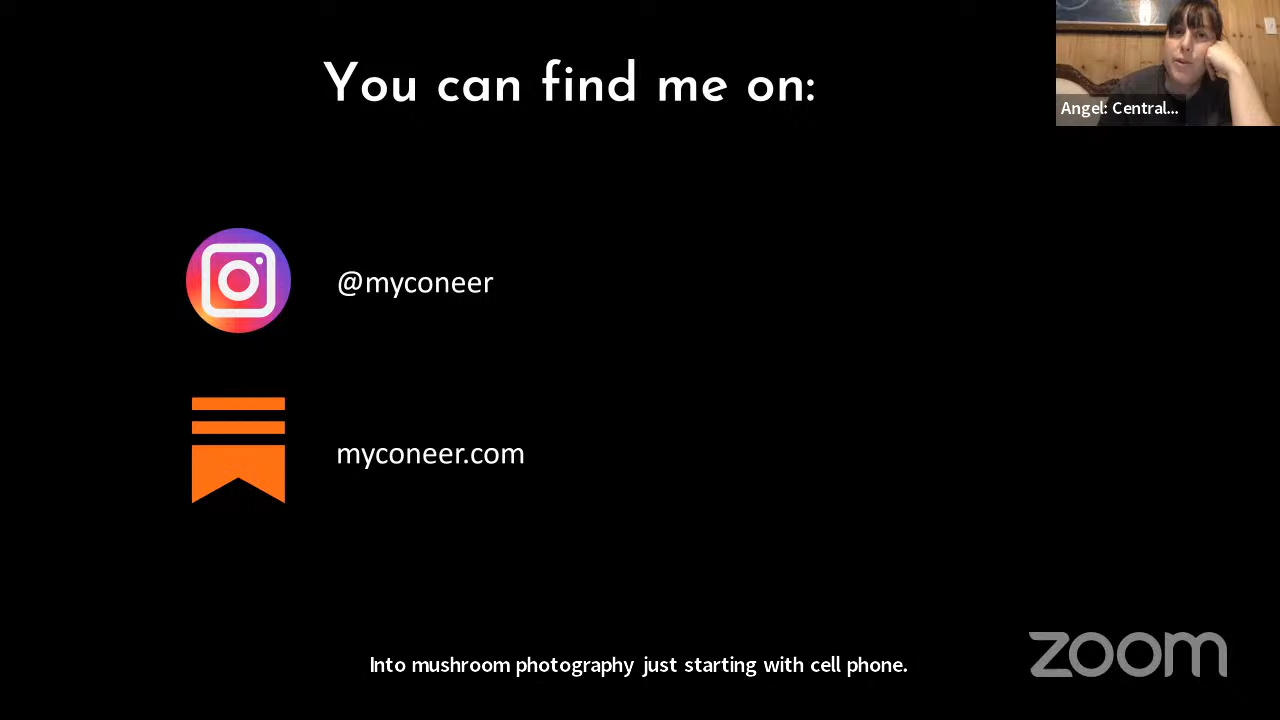 You can find me on:
Angel: Central...
@myconeer
myconeer.com
Into mushroom photography just starting with cell phone.
zoom